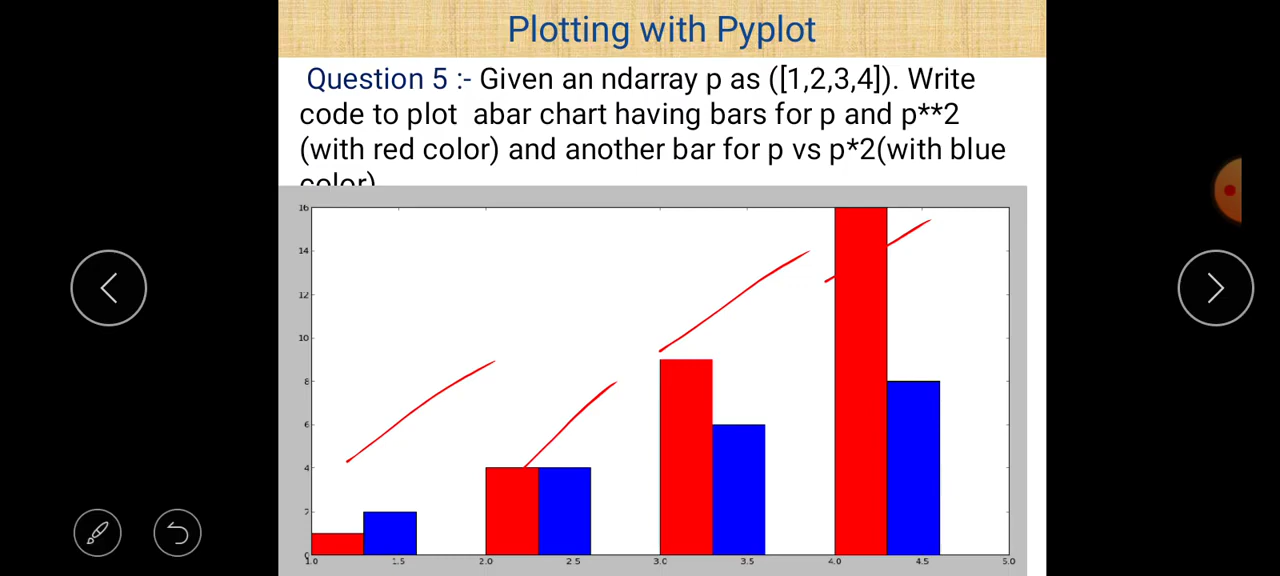 Plotting with Pyplot
Question 5 :- Given an ndarray p as ([1,2,3,4]). Write
code to plot abar chart having bars for p and p**2
(with red color) and another bar for p vs p*2(with blue
color)
16
14
12
10
8
6
4
2
0
1.0 1.5 2.0 2.5 3.0 3.5 4.0 4.5 5.0